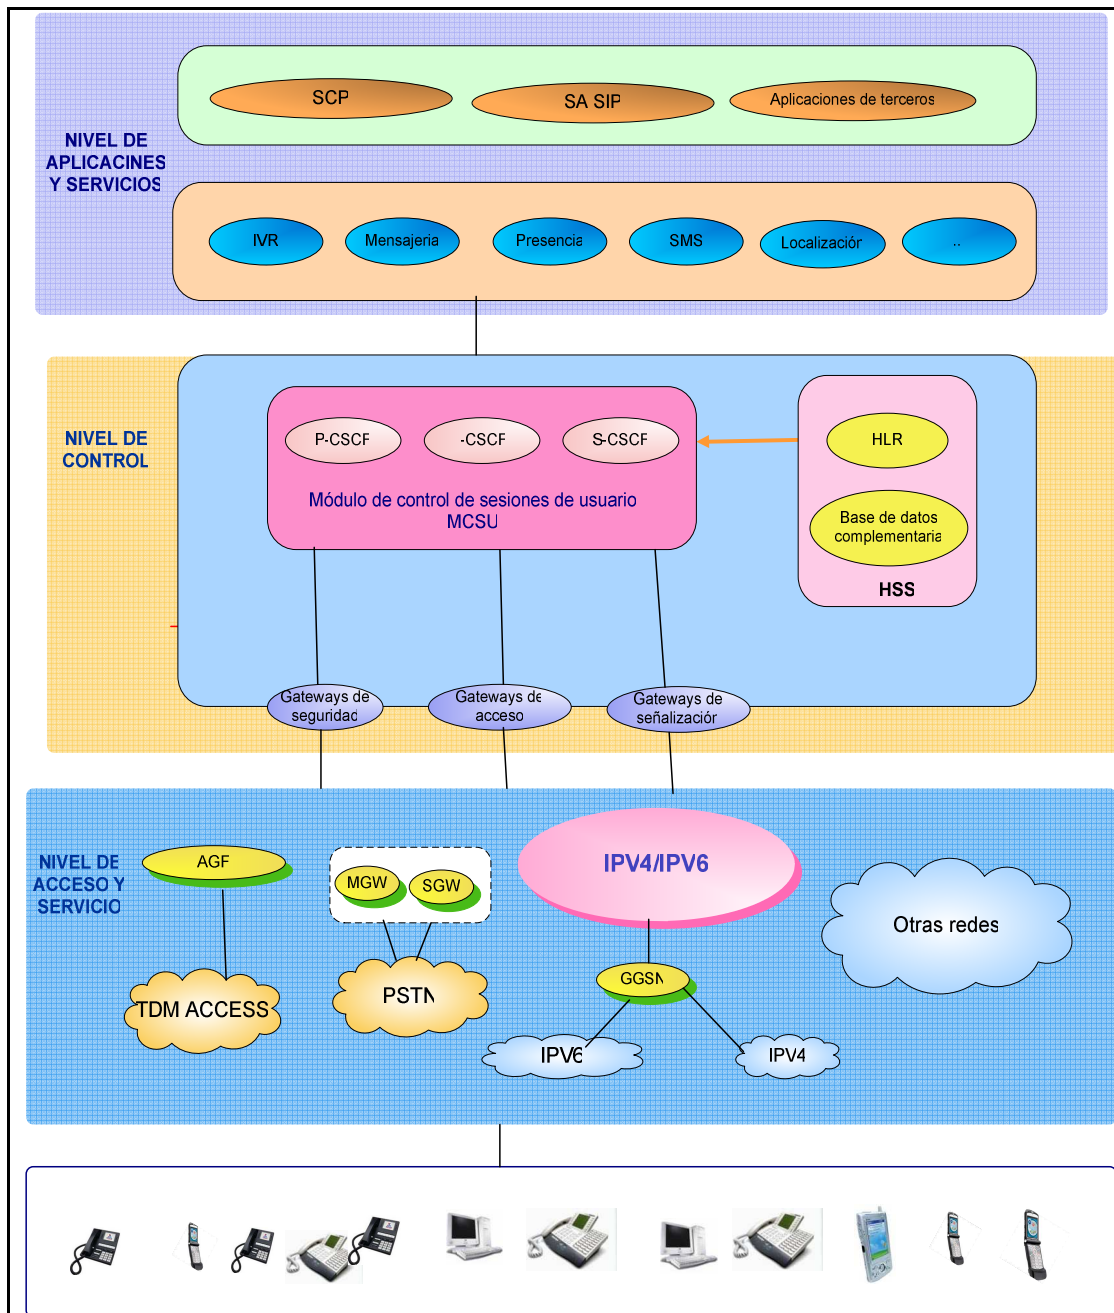 SCP
SA SIP
Aplicaciones de terceros
NIVEL DE
APLICACINES
Y SERVICIOS
IVR
Mensajeria
Presencia
SMS
Localización
..
NIVEL DE
CONTROL
P-CSCF
-CSCF
S-CSCF
HLR
Módulo de control de sesiones de usuario
MCSU
Base de datos
complementaria
HSS
Gateways de
seguridad
Gateways de
acceso
Gateways de
señalización
NIVEL DE
ACCESO Y
SERVICIO
AGF
MGW
SGW
IPV4/IPV6
Otras redes
TDM ACCESS
PSTN
GGSN
IPV6
IPV4